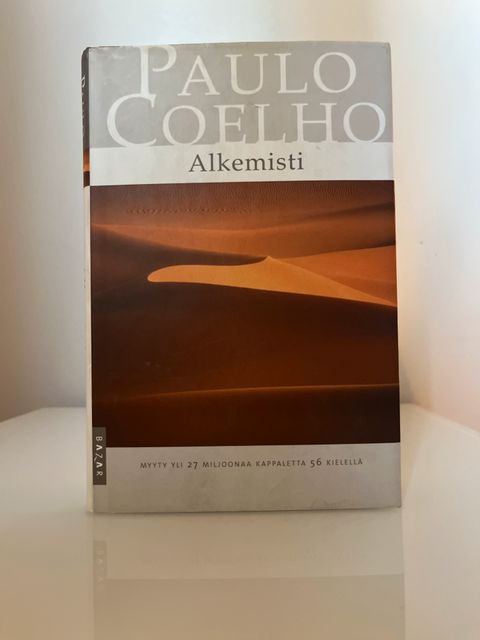 PAULO
COELHO
Alkemisti
BAZAR
MYYTY YLI 27 MILJOONAA KAPPALETTA 56 KIELELLÄ